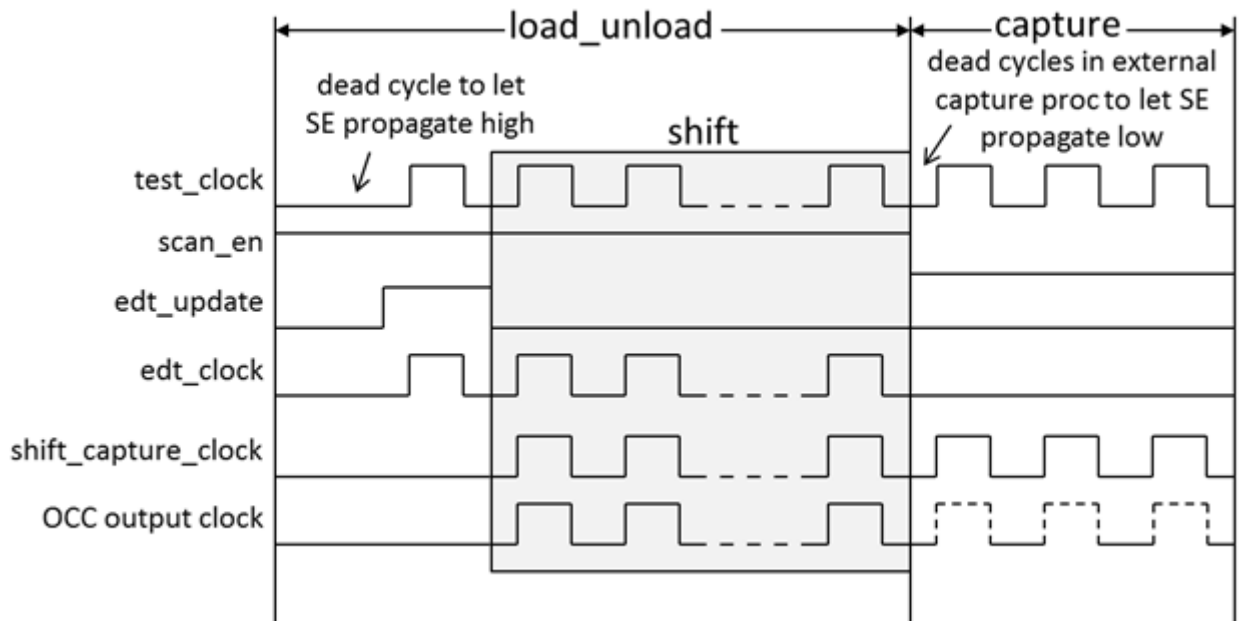 load_unload
capture
dead cycle to let
SE propagate high
dead cycles in external
capture proc to let SE
propagate low
shift
test_clock
scan_en
edt_update
edt_clock
shift_capture_clock
OCC output clock